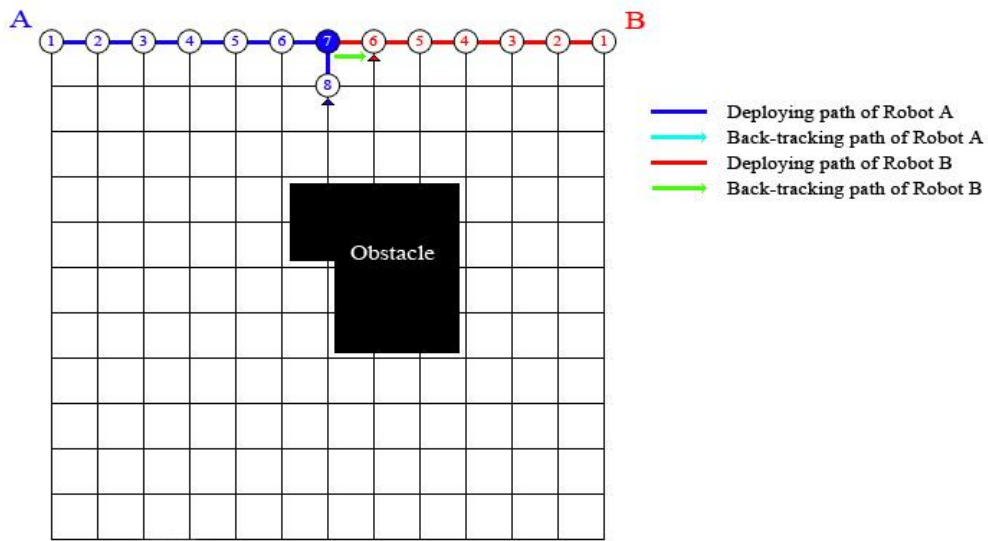 A B
1 2 3 4 5 6 7 6 5 4 3 2 1
8
Deploying path of Robot A
Back-tracking path of Robot A
Deploying path of Robot B
Back-tracking path of Robot B
Obstacle